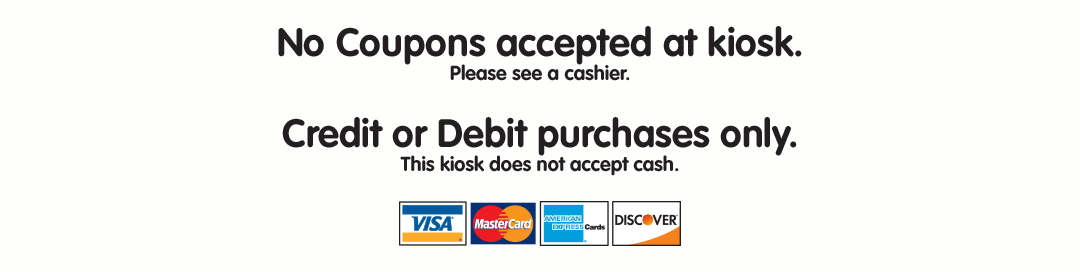 No Coupons accepted at kiosk.
Please see a cashier.
Credit or Debit purchases only.
This kiosk does not accept cash.
VISA MasterCard AMERICAN EXPRESS Cards DISCOVER